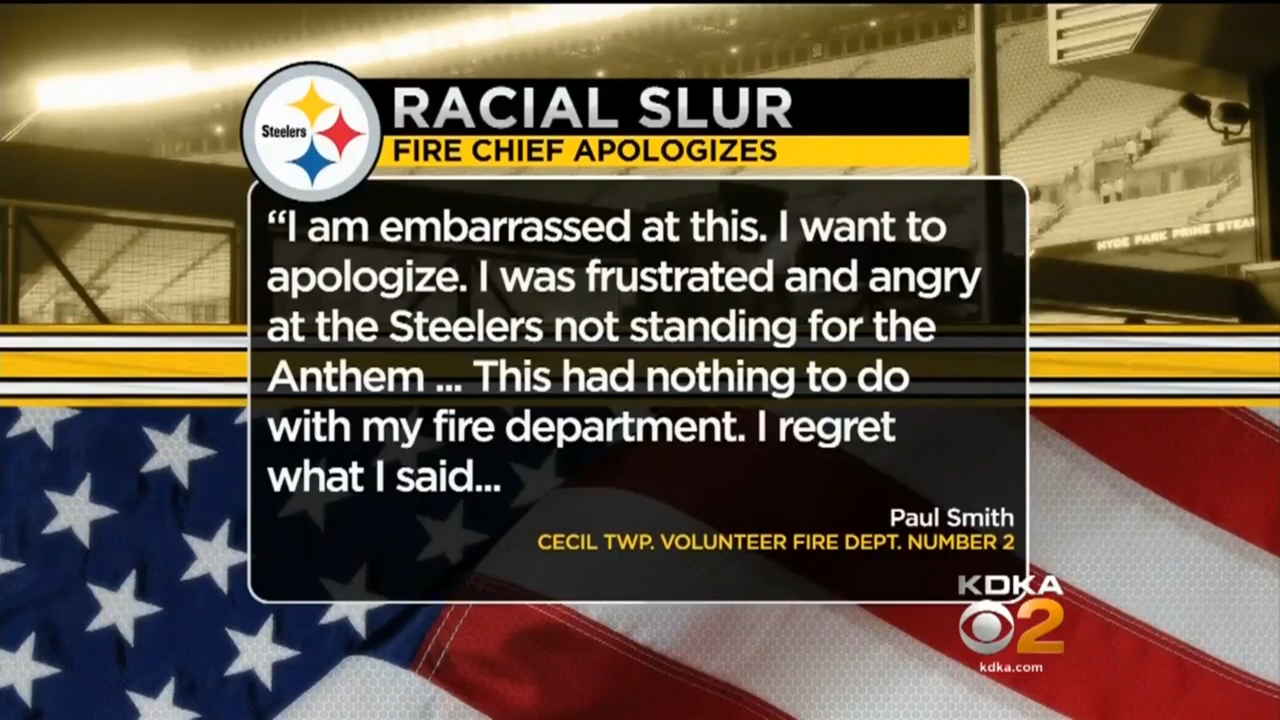 Steelers
RACIAL SLUR
FIRE CHIEF APOLOGIZES
“I am embarrassed at this. I want to
apologize. I was frustrated and angry
at the Steelers not standing for the
Anthem ... This had nothing to do
with my fire department. I regret
what I said...
Paul Smith
CECIL TWP. VOLUNTEER FIRE DEPT. NUMBER 2
HYDE PARK PRIME STEA
KDKA
2
kdka.com